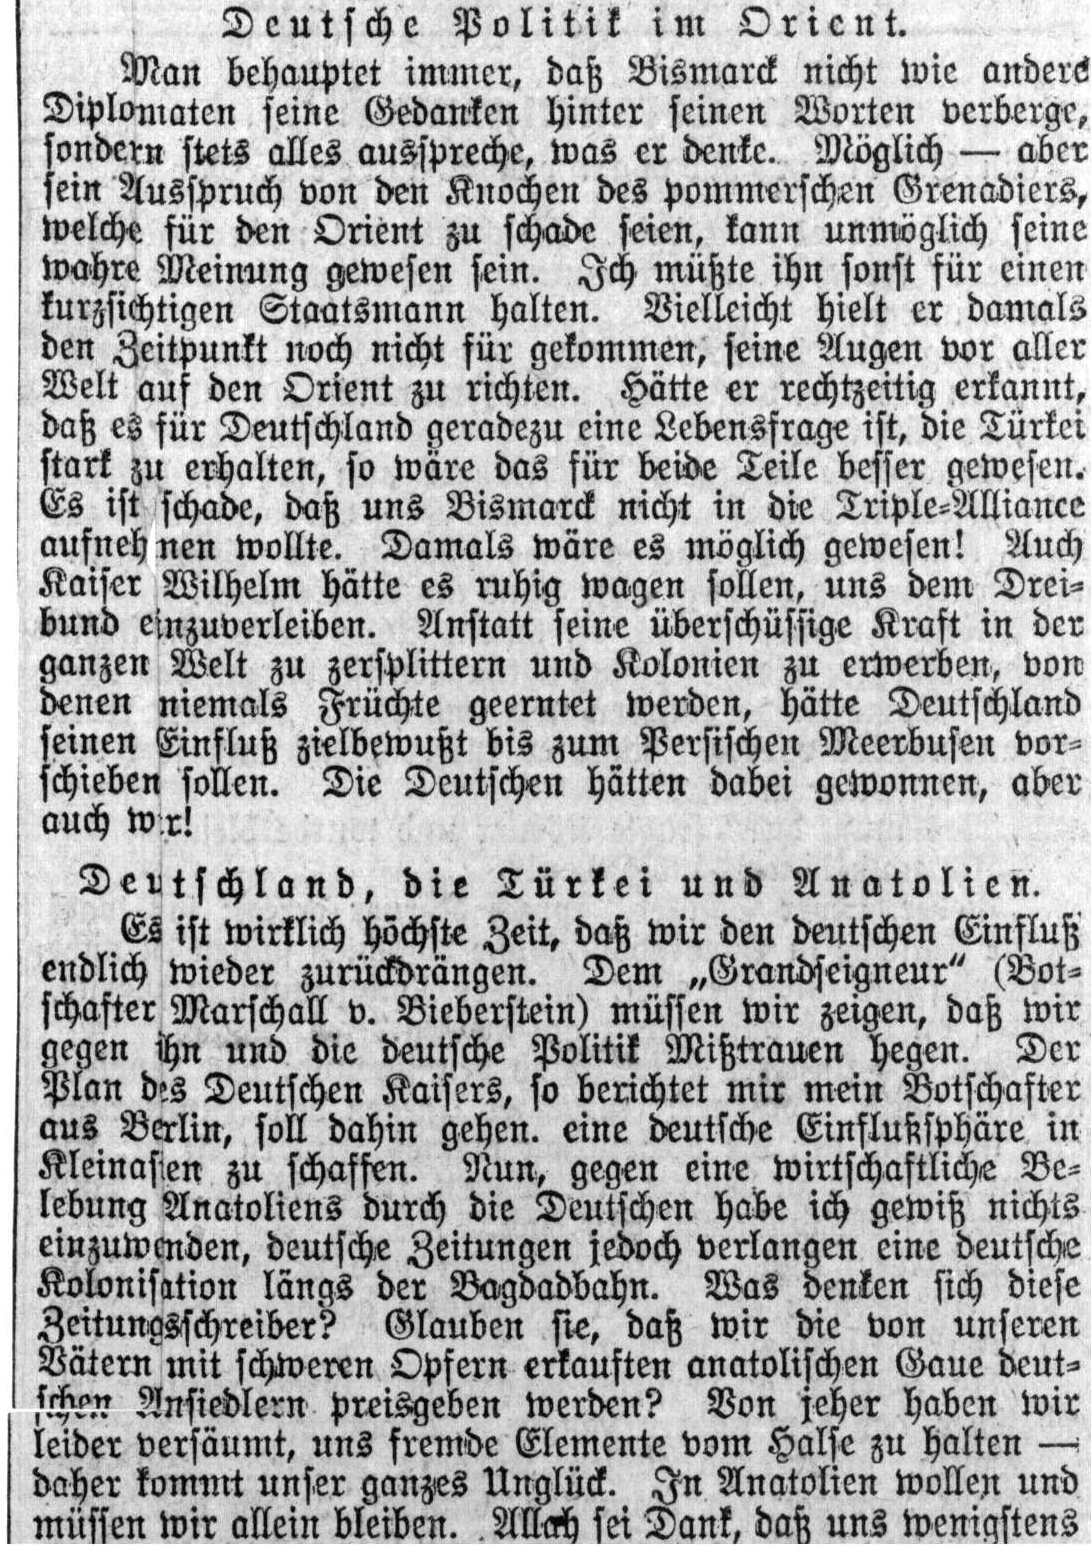 Deutsche Politik im Orient.
Man behauptet immer, daß Bismarck nicht wie andere
Diplomaten seine Gedanken hinter seinen Worten verberge,
sondern stets alles ausspreche, was er denke. Möglich — aber
sein Ausspruch von den Knochen des pommerschen Grenadiers,
welche für den Orient zu schade seien, kann unmöglich seine
wahre Meinung gewesen sein. Ich müßte ihn sonst für einen
kurzsichtigen Staatsmann halten. Vielleicht hielt er damals
den Zeitpunkt noch nicht für gekommen, seine Augen vor aller
Welt auf den Orient zu richten. Hätte er rechtzeitig erkannt,
daß es für Deutschland geradezu eine Lebensfrage ist, die Türkei
stark zu erhalten, so wäre das für beide Teile besser gewesen.
Es ist schade, daß uns Bismarck nicht in die Triple-Alliance
aufnehmen wollte. Damals wäre es möglich gewesen! Auch
Kaiser Wilhelm hätte es ruhig wagen sollen, uns dem Drei-
bund einzuverleiben. Anstatt seine überschüssige Kraft in der
ganzen Welt zu zersplittern und Kolonien zu erwerben, von
denen niemals Früchte geerntet werden, hätte Deutschland
seinen Einfluß zielbewußt bis zum Persischen Meerbusen vor-
schieben sollen. Die Deutschen hätten dabei gewonnen, aber
auch wir!
Deutschland, die Türkei und Anatolien.
Es ist wirklich höchste Zeit, daß wir den deutschen Einfluß
endlich wieder zurückdrängen. Dem „Grandseigneur“ (Bot-
schafter Marschall v. Bieberstein) müssen wir zeigen, daß wir
gegen ihn und die deutsche Politik Mißtrauen hegen. Der
Plan des Deutschen Kaisers, so berichtet mir mein Botschafter
aus Berlin, soll dahin gehen. eine deutsche Einflußsphäre in
Kleinasien zu schaffen. Nun, gegen eine wirtschaftliche Be-
lebung Anatoliens durch die Deutschen habe ich gewiß nichts
einzuwenden, deutsche Zeitungen jedoch verlangen eine deutsche
Kolonisation längs der Bagdadbahn. Was denken sich diese
Zeitungsschreiber? Glauben sie, daß wir die von unseren
Vätern mit schweren Opfern erkauften anatolischen Gaue deut-
schen Ansiedlern preisgeben werden? Von jeher haben wir
leider versäumt, uns fremde Elemente vom Halse zu halten —
daher kommt unser ganzes Unglück. In Anatolien wollen und
müssen wir allein bleiben. Allah sei Dank, daß uns wenigstens